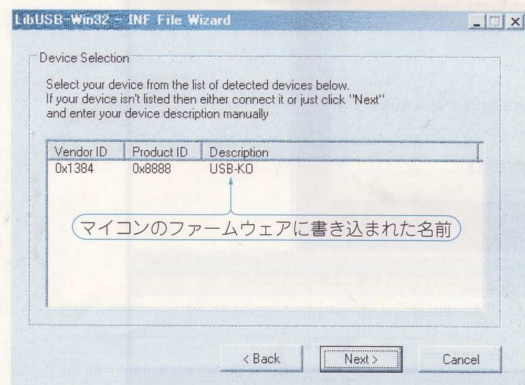 LibUSB-Win32 - INF File Wizard
Device Selection
Select your device from the list of detected devices below.
If your device isn't listed then either connect it or just click "Next"
and enter your device description manually
Vendor ID Product ID Description
0x1384 0x8888 USB-KO
マイコンのファームウェアに書き込まれた名前
< Back Next > Cancel